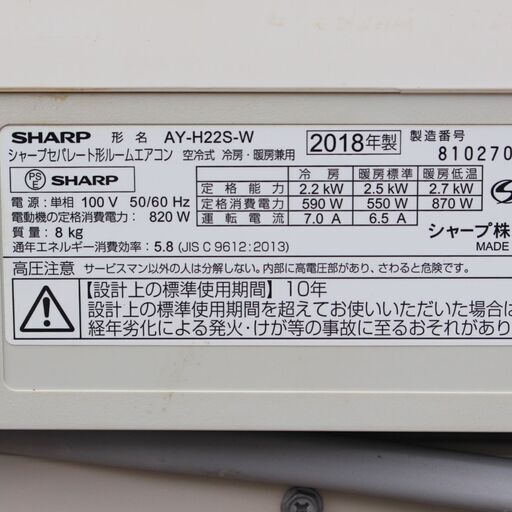 SHARP 形名 AY-H22S-W 2018年製 製造番号
シャープセパレート形ルームエアコン 空冷式 冷房・暖房兼用 810270
PSE SHARP
冷房 暖房標準 暖房低温
定格能力 2.2 kW 2.5 kW 2.7 kW
電源：単相 100 V 50/60 Hz 定格消費電力 590 W 550 W 870 W
電動機の定格消費電力： 820 W 運転電流 7.0 A 6.5 A
質量：8 kg シャープ株
通年エネルギー消費効率：5.8 (JIS C 9612:2013) MADE
高圧注意 サービスマン以外の人は分解しない。内部に高電圧部があり、さわると危険です。
【設計上の標準使用期間】10年
設計上の標準使用期間を超えてお使いいただいた場合は
経年劣化による発火・けが等の事故に至るおそれがあり